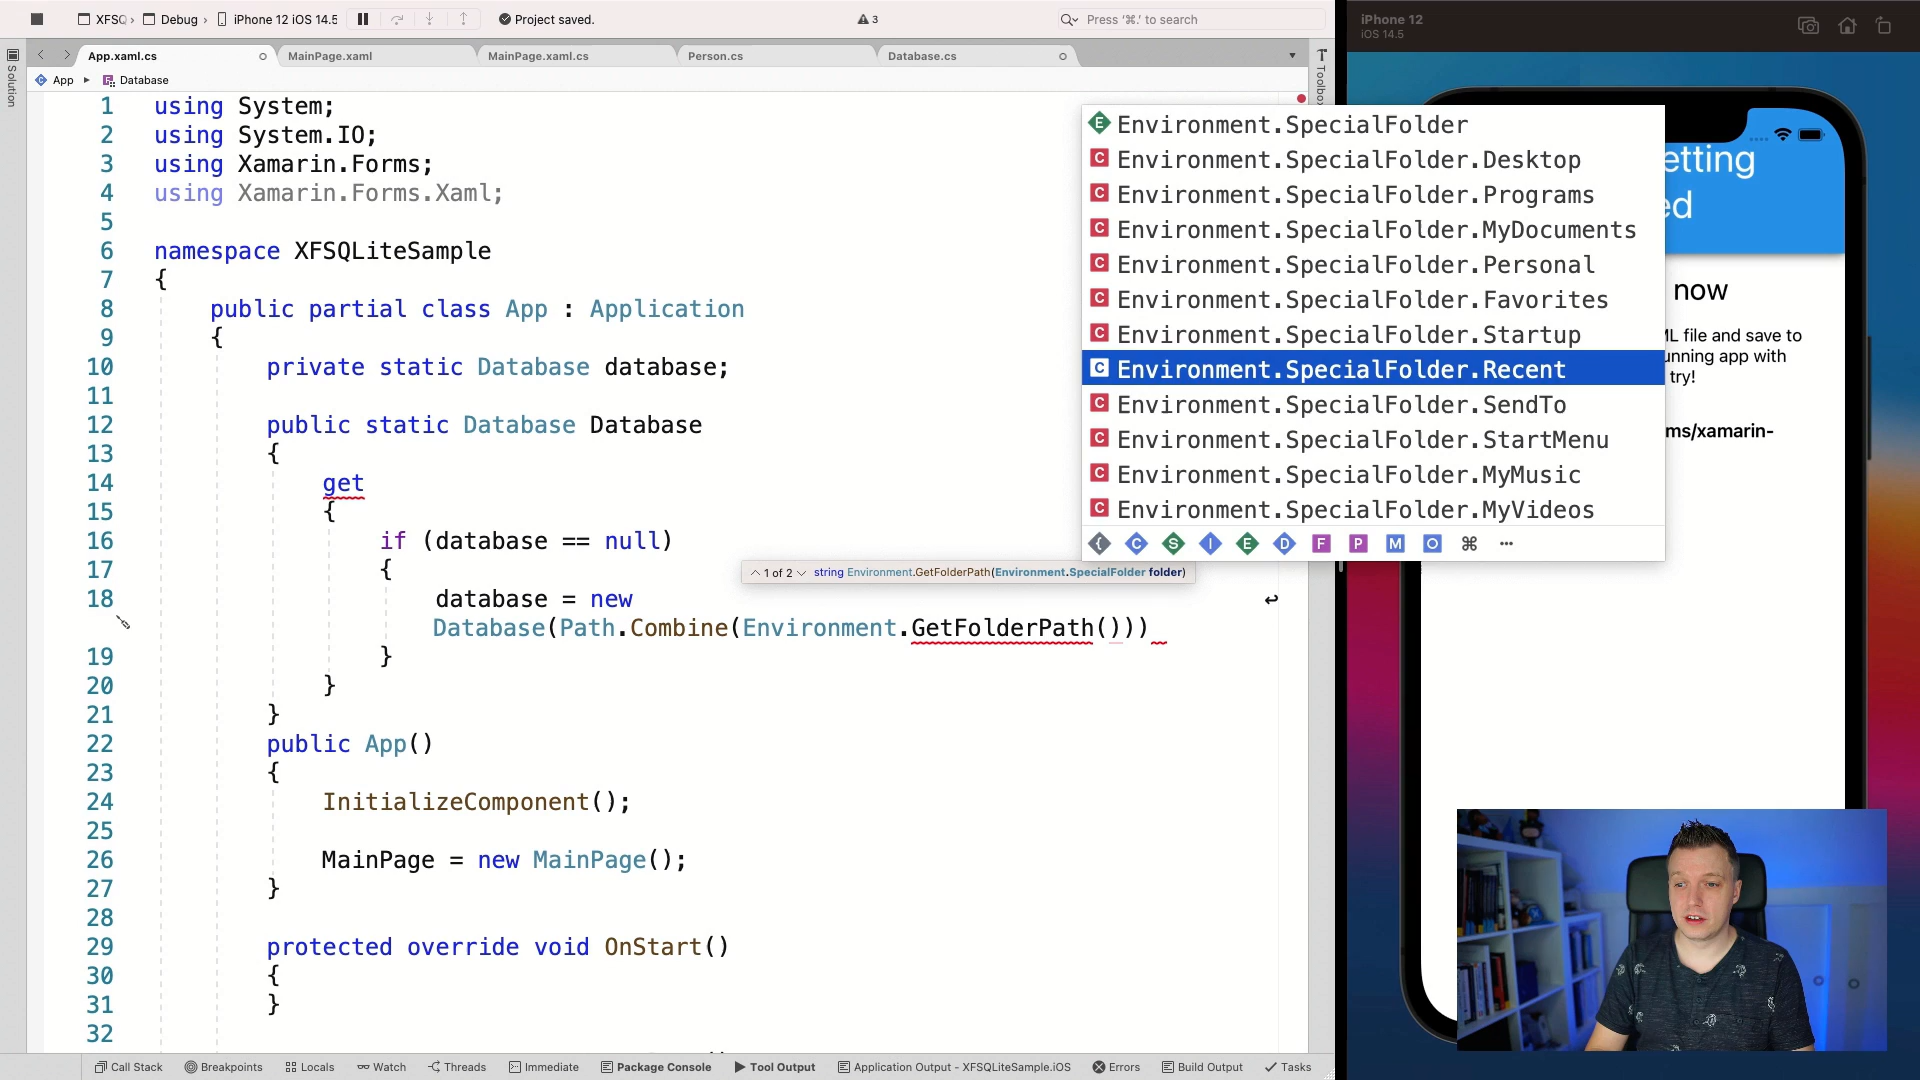 XFSQ › Debug › iPhone 12 iOS 14.5 Project saved. 3 Press ‘⌘.’ to search
iPhone 12
iOS 14.5
App.xaml.cs MainPage.xaml MainPage.xaml.cs Person.cs Database.cs
Solution
Toolbox
App Database
1 using System;
2 using System.IO;
3 using Xamarin.Forms;
4 using Xamarin.Forms.Xaml;
5
6 namespace XFSQLiteSample
7 {
8 public partial class App : Application
9 {
10 private static Database database;
11
12 public static Database Database
13 {
14 get
15 {
16 if (database == null)
17 {
18 database = new
Database(Path.Combine(Environment.GetFolderPath()))
19 }
20 }
21 }
22 public App()
23 {
24 InitializeComponent();
25
26 MainPage = new MainPage();
27 }
28
29 protected override void OnStart()
30 {
31 }
32
Environment.SpecialFolder
Environment.SpecialFolder.Desktop
Environment.SpecialFolder.Programs
Environment.SpecialFolder.MyDocuments
Environment.SpecialFolder.Personal
Environment.SpecialFolder.Favorites
Environment.SpecialFolder.Startup
Environment.SpecialFolder.Recent
Environment.SpecialFolder.SendTo
Environment.SpecialFolder.StartMenu
Environment.SpecialFolder.MyMusic
Environment.SpecialFolder.MyVideos
{ C S I E D F P M O ⌘ ···
1 of 2 string Environment.GetFolderPath(Environment.SpecialFolder folder)
etting
ed
now
ML file and save to
unning app with
try!
ms/xamarin-
Call Stack Breakpoints Locals Watch Threads Immediate Package Console Tool Output Application Output - XFSQLiteSample.iOS Errors Build Output Tasks